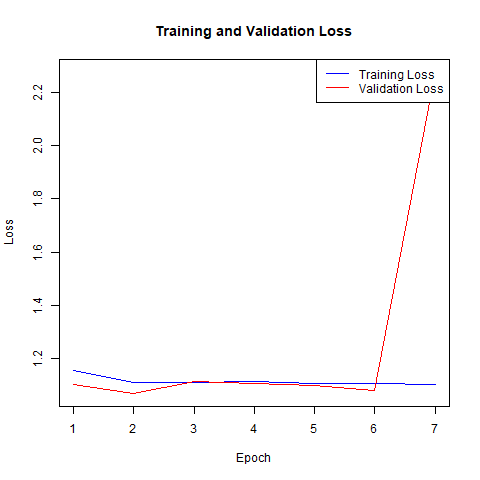 Training and Validation Loss
Training Loss
Validation Loss
2.2
2.0
1.8
1.6
1.4
1.2
Loss
1 2 3 4 5 6 7
Epoch